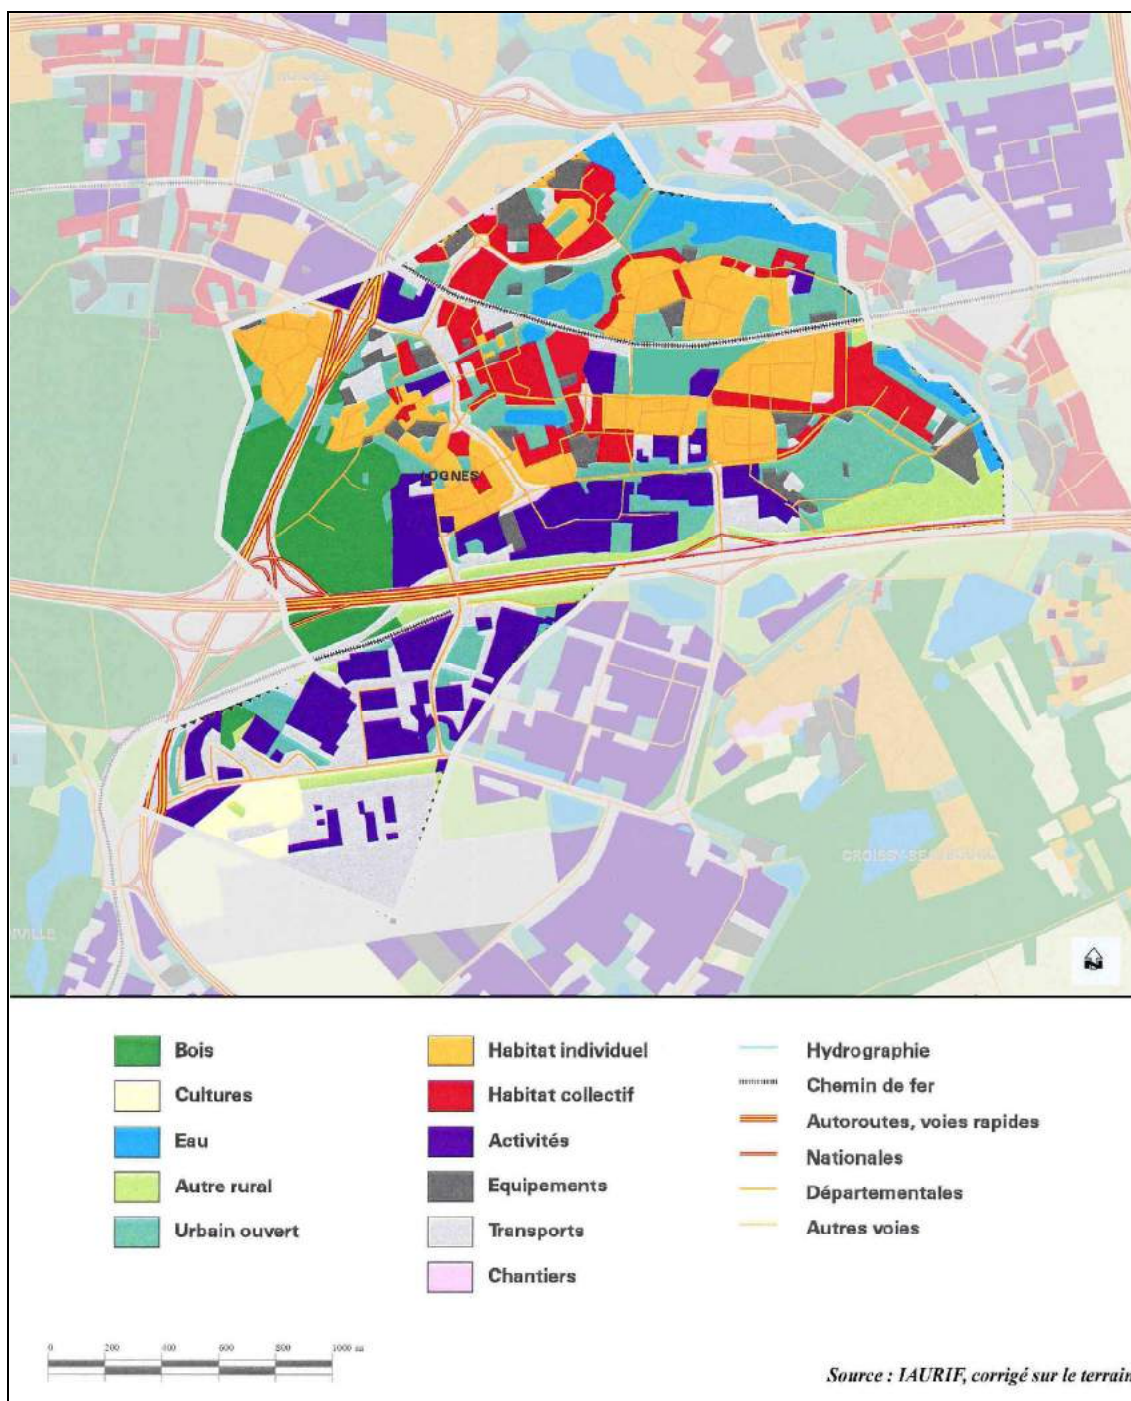 LOGNES
CROISSY-BEAUBOURG
VILLE
N
Bois
Cultures
Eau
Autre rural
Urbain ouvert
Habitat individuel
Habitat collectif
Activités
Equipements
Transports
Chantiers
Hydrographie
Chemin de fer
Autoroutes, voies rapides
Nationales
Départementales
Autres voies
0 200 400 600 800 1000 m
Source : IAURIF, corrigé sur le terrain